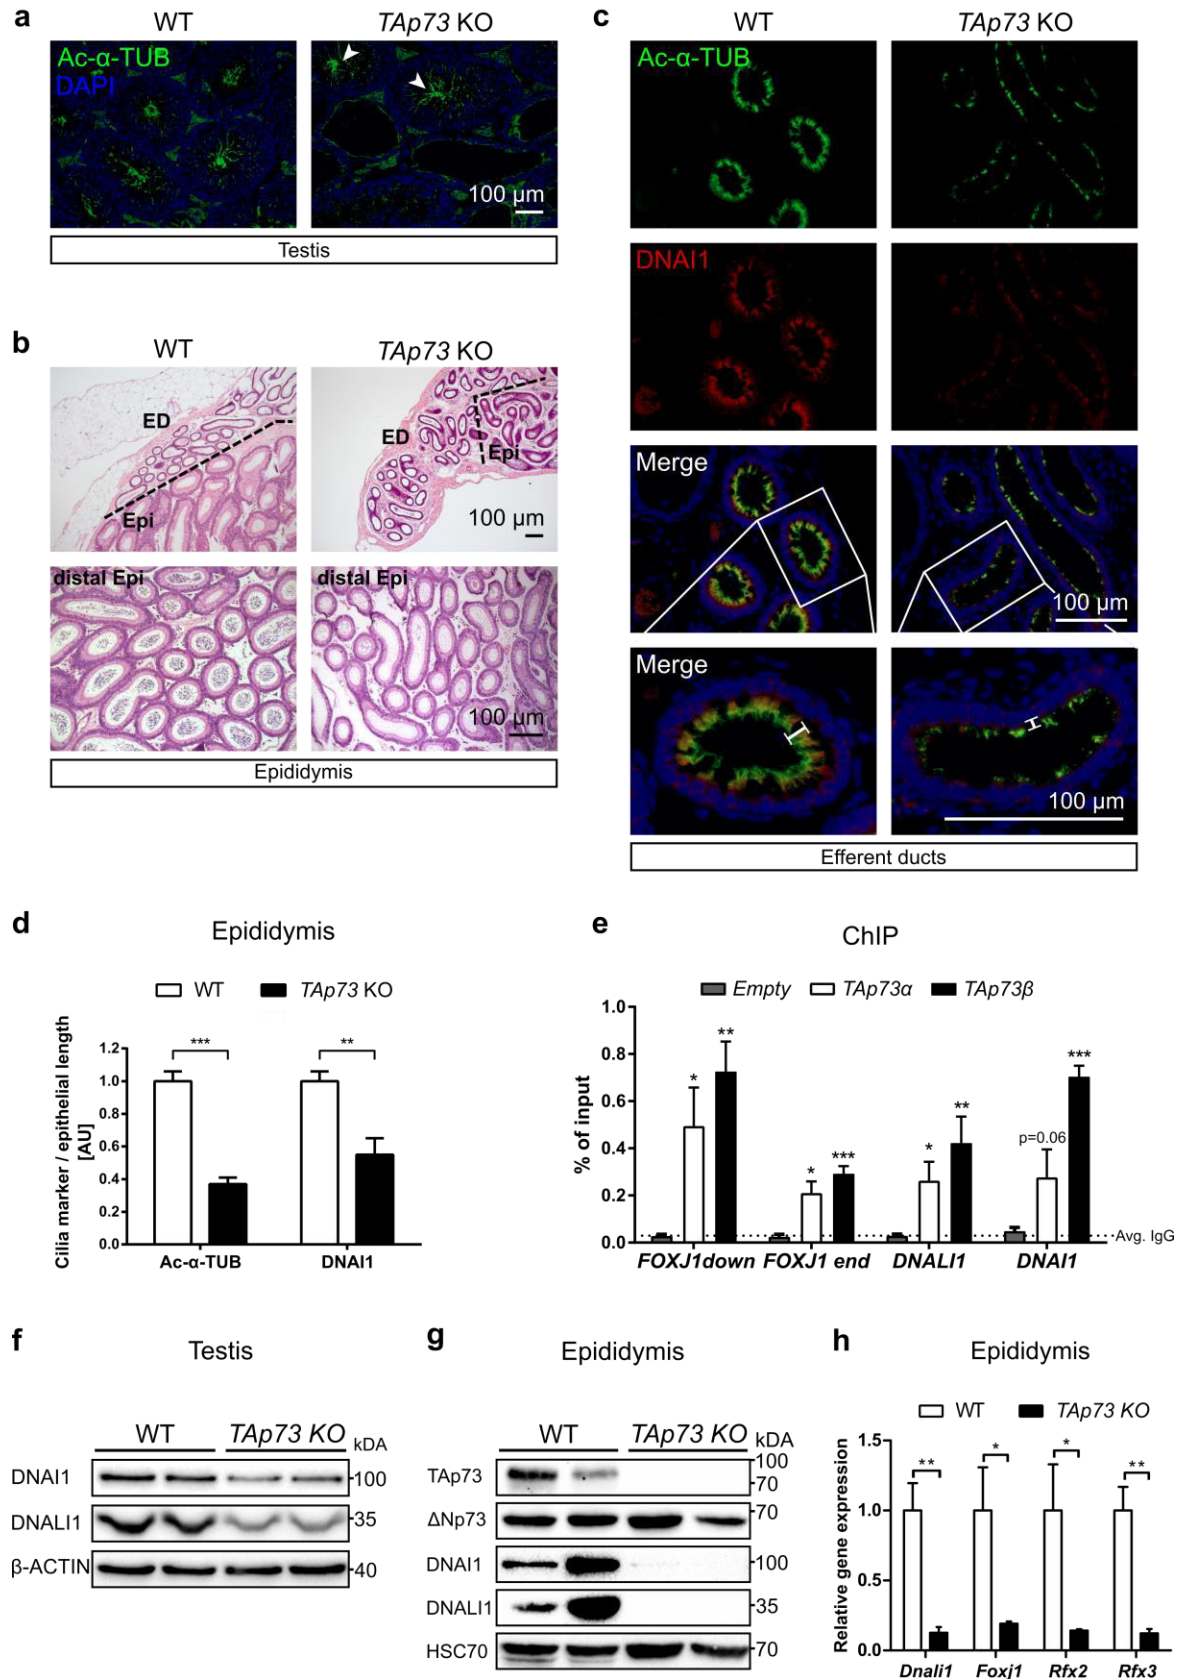 a
WT
TAp73 KO
Ac-α-TUB
DAPI
100 μm
Testis
b
WT
TAp73 KO
ED
Epi
ED
Epi
100 μm
distal Epi
distal Epi
100 μm
Epididymis
c
WT
TAp73 KO
Ac-α-TUB
DNAI1
Merge
100 μm
Merge
100 μm
Efferent ducts
d
Epididymis
WT
TAp73 KO
Cilia marker / epithelial length
[AU]
1.2
1.0
0.8
0.6
0.4
0.2
0.0
***
**
Ac-α-TUB
DNAI1
e
ChIP
Empty
TAp73α
TAp73β
% of input
1.0
0.8
0.6
0.4
0.2
0.0
*
**
*
***
*
**
p=0.06
***
Avg. IgG
FOXJ1down
FOXJ1 end
DNALI1
DNAI1
f
Testis
WT
TAp73 KO
kDA
DNAI1
100
DNALI1
35
β-ACTIN
40
g
Epididymis
WT
TAp73 KO
kDA
TAp73
100
70
ΔNp73
70
DNAI1
100
DNALI1
35
HSC70
70
h
Epididymis
WT
TAp73 KO
Relative gene expression
1.5
1.0
0.5
0.0
**
*
*
**
Dnali1
Foxj1
Rfx2
Rfx3